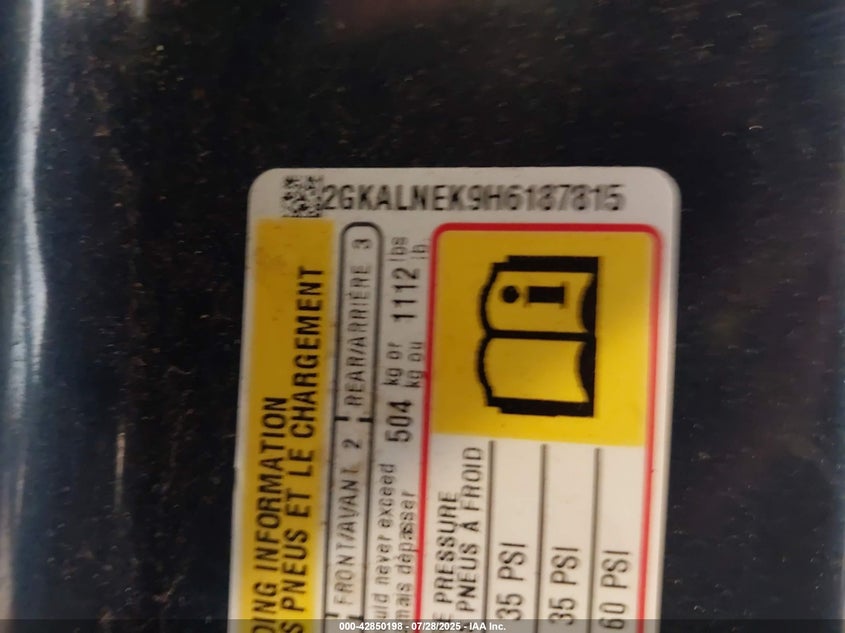 2GKALNEK9H6187815
DING INFORMATION
S PNEUS ET LE CHARGEMENT
FRONT/AVANT 2 REAR/ARRIÈRE 3
uld never exceed 504 kg or 1112 lbs
mais dépasser kg ou lb.
E PRESSURE
PNEUS À FROID
35 PSI
35 PSI
60 PSI
000-42850198 - 07/28/2025 - IAA Inc.